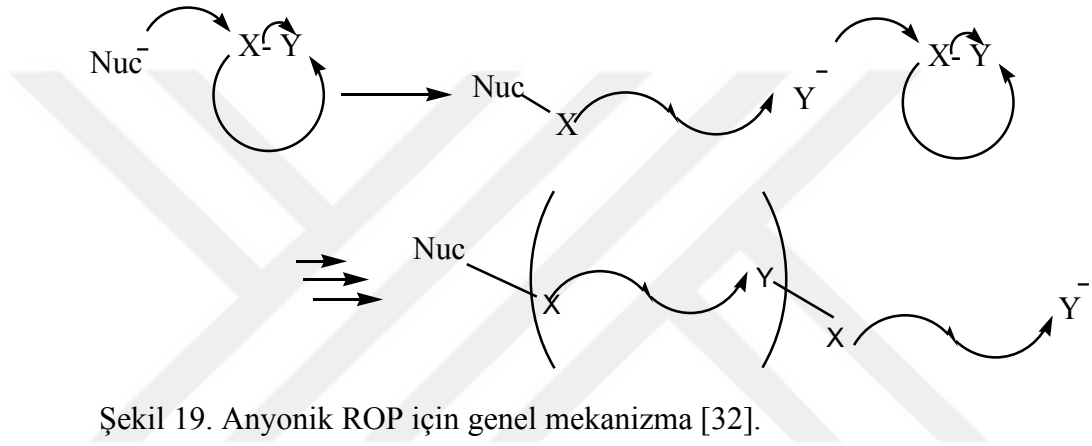 Nuc⁻ X- Y Nuc X Y⁻ X- Y
Nuc X Y X Y⁻
Şekil 19. Anyonik ROP için genel mekanizma [32].